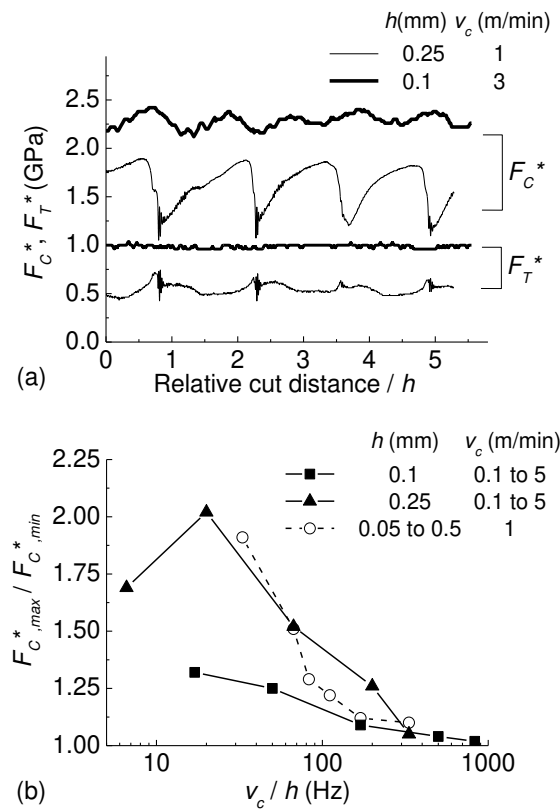 h(mm) v_c (m/min)
0.25 1
0.1 3
F_C*, F_T* (GPa)
2.5
2.0
1.5
1.0
0.5
0.0
F_C*
F_T*
0 1 2 3 4 5
(a) Relative cut distance / h
h (mm) v_c (m/min)
0.1 0.1 to 5
0.25 0.1 to 5
0.05 to 0.5 1
F_C*,max / F_C*,min
2.25
2.00
1.75
1.50
1.25
1.00
10 100 1000
(b) v_c / h (Hz)